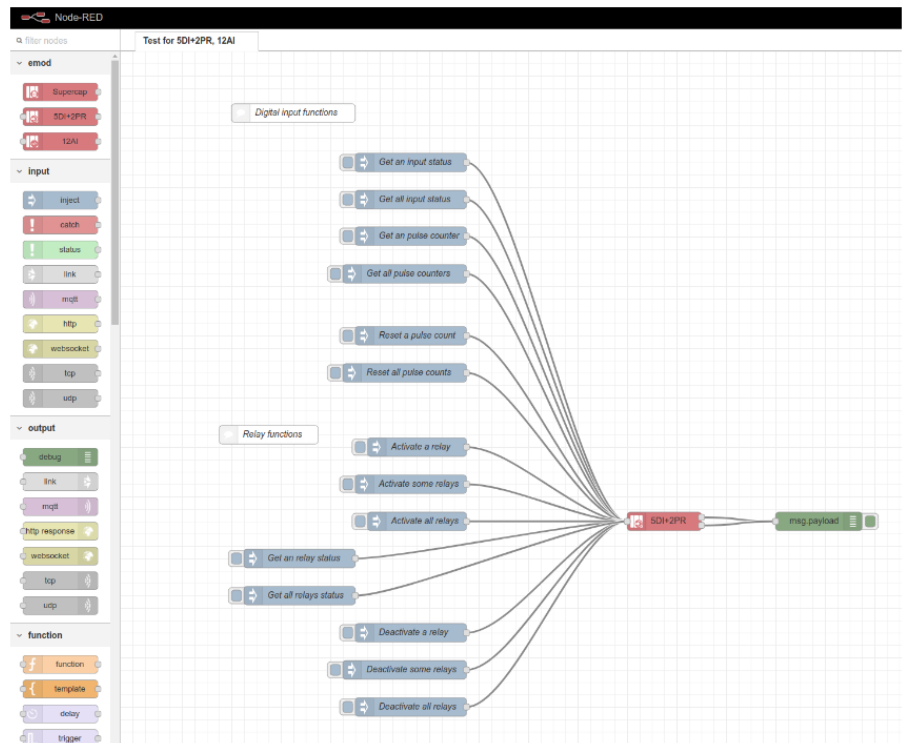 Node-RED
filter nodes
Test for 5DI+2PR, 12AI
emod
Supercap
5DI+2PR
12AI
input
inject
catch
status
link
mqtt
http
websocket
tcp
udp
output
debug
link
mqtt
http response
websocket
tcp
udp
function
function
template
delay
trigger
Digital input functions
Get an input status
Get all input status
Get an pulse counter
Get all pulse counters
Reset a pulse count
Reset all pulse counts
Relay functions
Activate a relay
Activate some relays
Activate all relays
Get an relay status
Get all relays status
Deactivate a relay
Deactivate some relays
Deactivate all relays
5DI+2PR
msg.payload